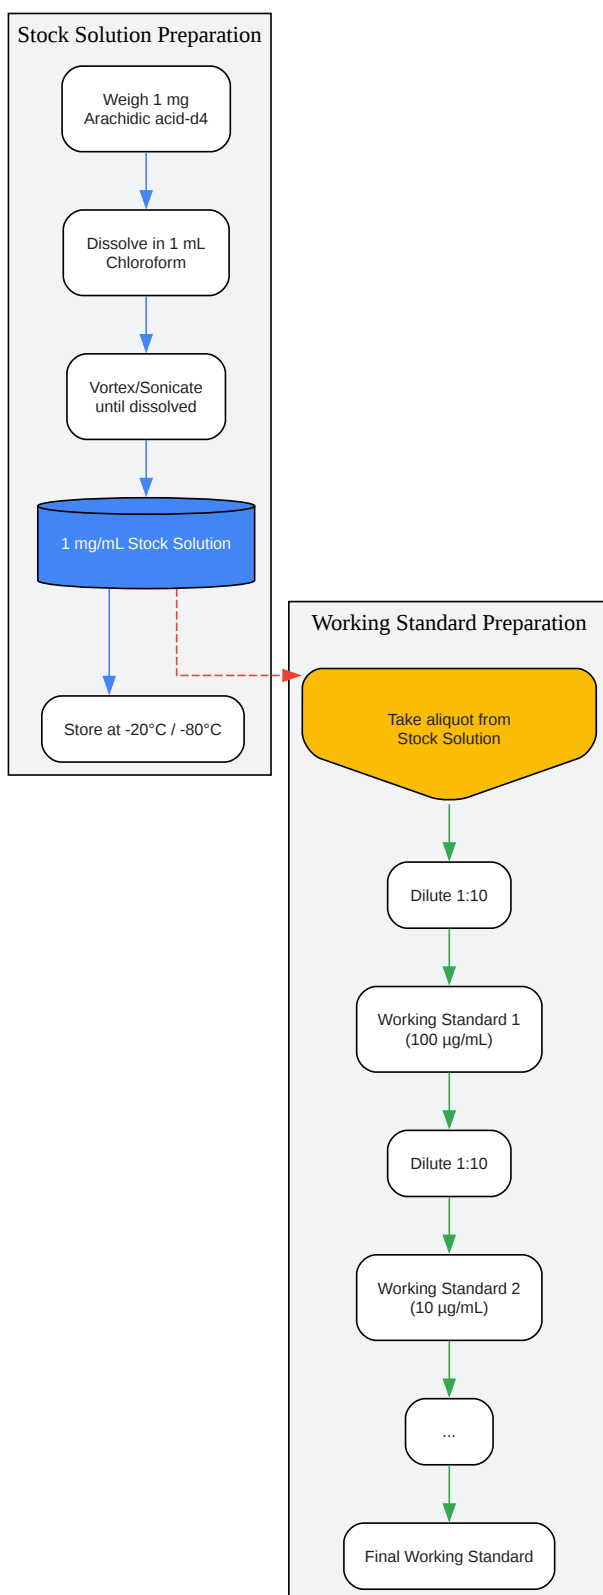 Stock Solution Preparation
Weigh 1 mg
Arachidic acid-d4
Dissolve in 1 mL
Chloroform
Vortex/Sonicate
until dissolved
1 mg/mL Stock Solution
Store at -20°C / -80°C
Working Standard Preparation
Take aliquot from
Stock Solution
Dilute 1:10
Working Standard 1
(100 µg/mL)
Dilute 1:10
Working Standard 2
(10 µg/mL)
...
Final Working Standard